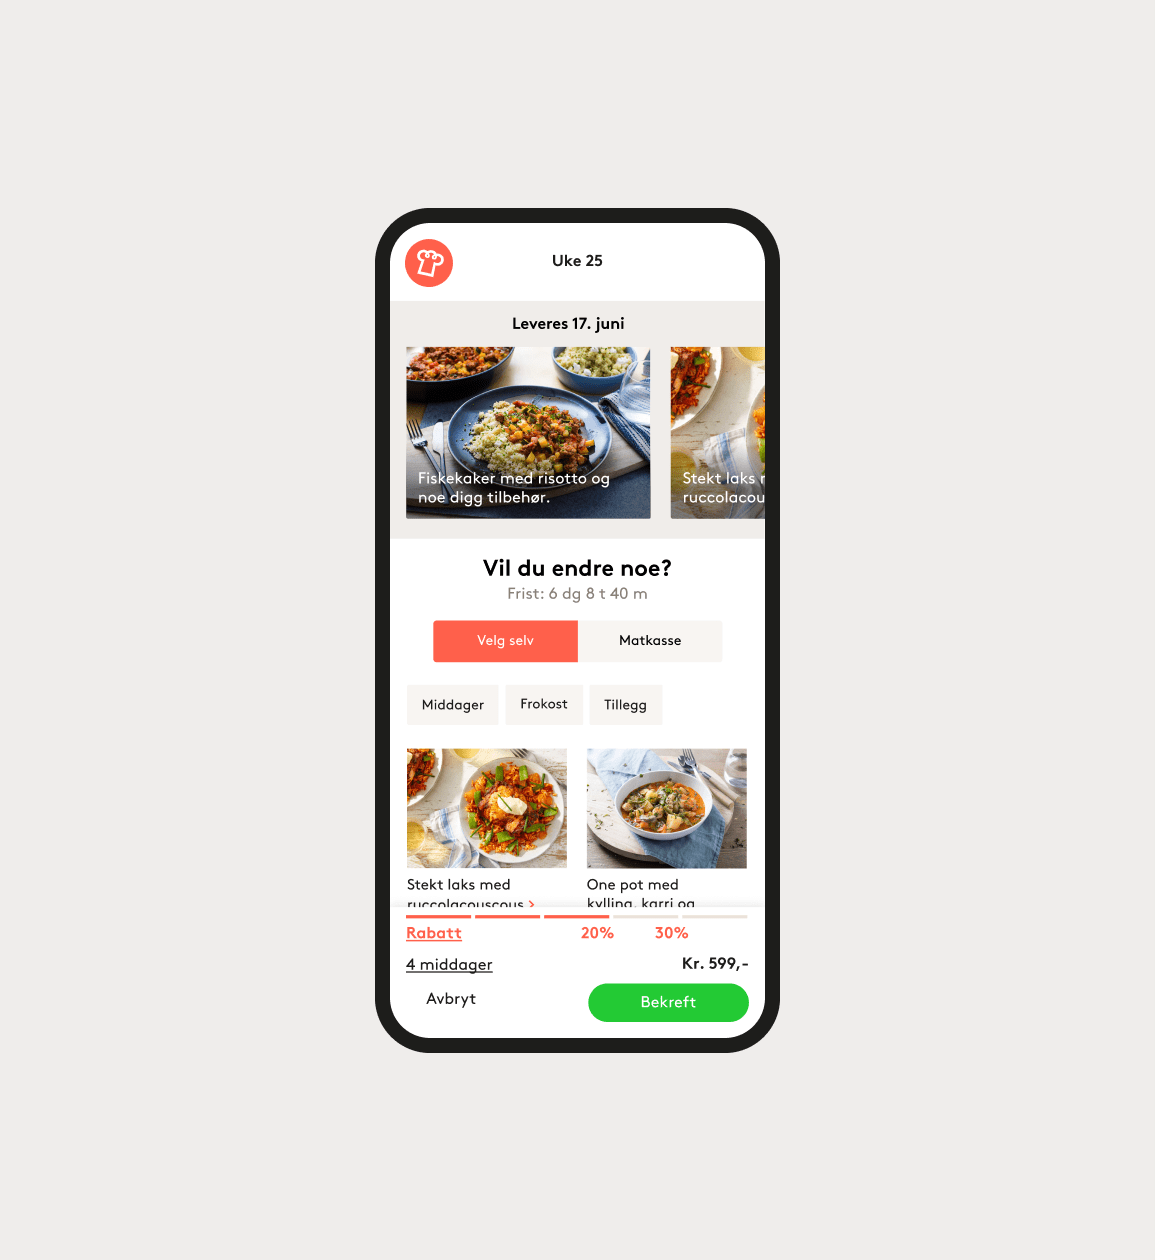 Uke 25
Leveres 17. juni
Fiskekaker med risotto og
noe digg tilbehør.
Stekt laks
ruccolacou
Vil du endre noe?
Frist: 6 dg 8 t 40 m
Velg selv
Matkasse
Middager
Frokost
Tillegg
Stekt laks med
ruccolacouscous >
One pot med
kylling, karri og
Rabatt
20%
30%
4 middager
Kr. 599,-
Avbryt
Bekreft